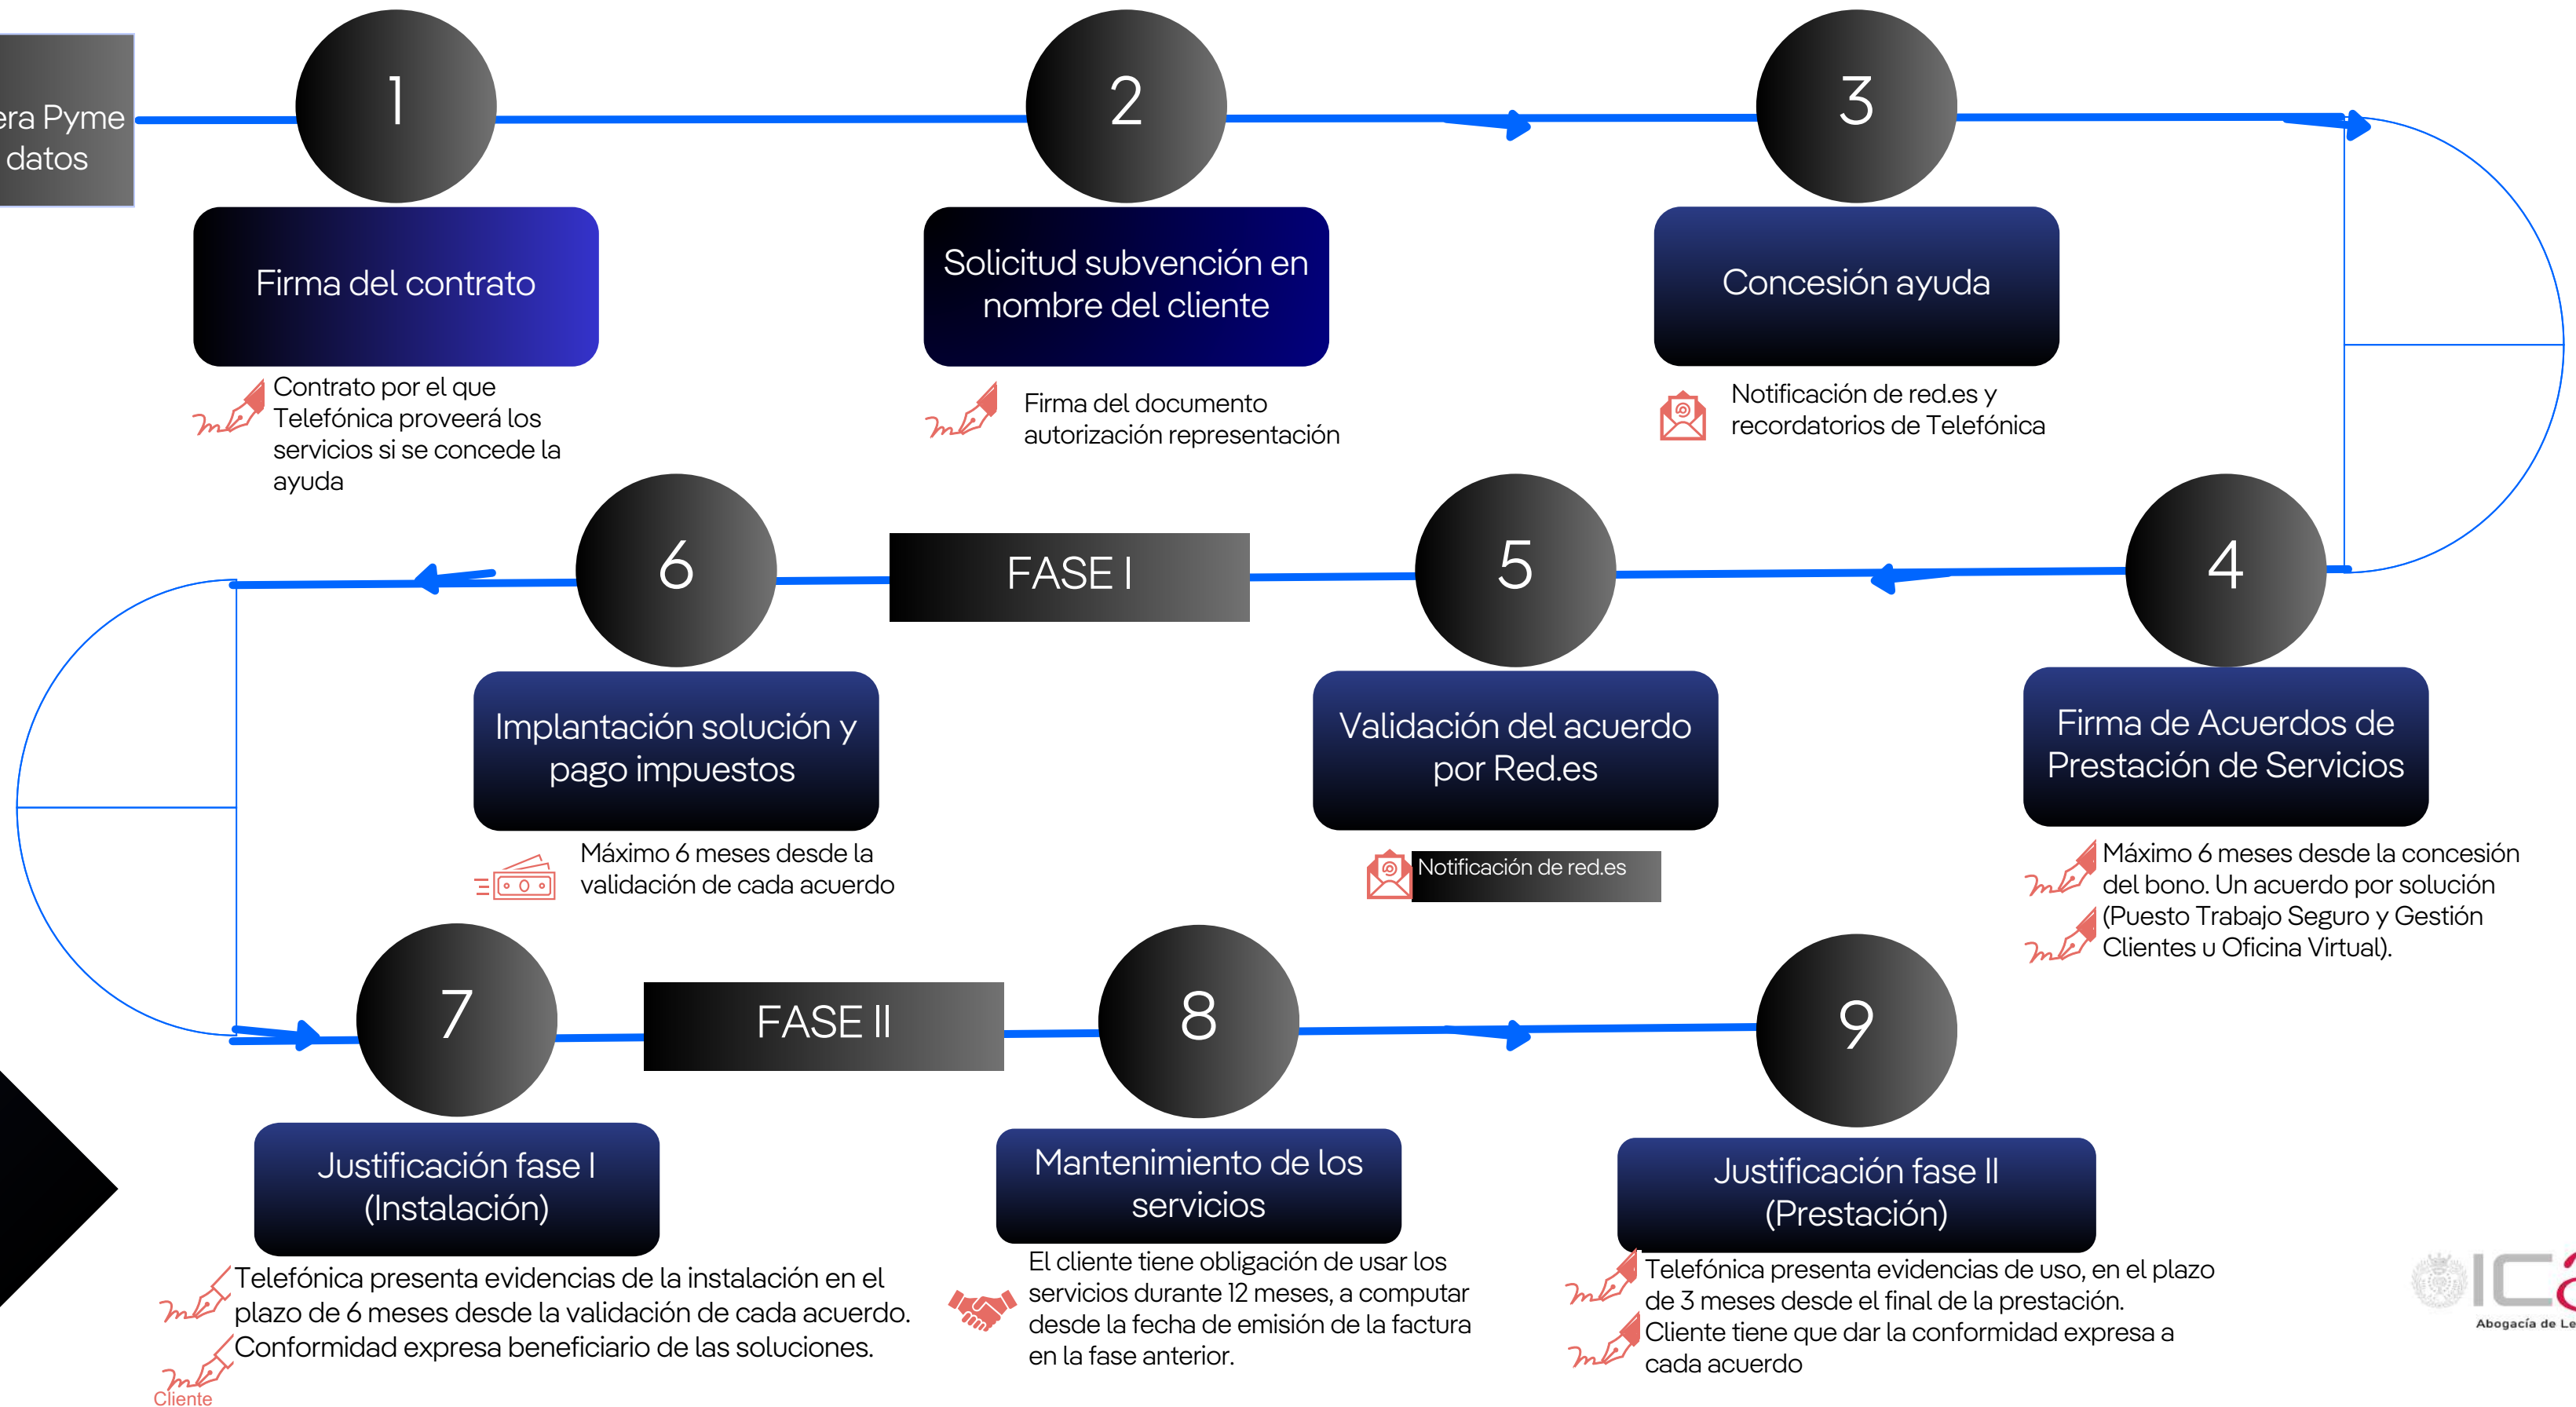 era Pyme
datos
1
2
3
Firma del contrato
Solicitud subvención en
nombre del cliente
Concesión ayuda
Contrato por el que
Telefónica proveerá los
servicios si se concede la
ayuda
Firma del documento
autorización representación
Notificación de red.es y
recordatorios de Telefónica
6
FASE I
5
4
Implantación solución y
pago impuestos
Validación del acuerdo
por Red.es
Firma de Acuerdos de
Prestación de Servicios
Máximo 6 meses desde la
validación de cada acuerdo
Notificación de red.es
Máximo 6 meses desde la concesión
del bono. Un acuerdo por solución
(Puesto Trabajo Seguro y Gestión
Clientes u Oficina Virtual).
7
FASE II
8
9
Justificación fase I
(Instalación)
Mantenimiento de los
servicios
Justificación fase II
(Prestación)
Telefónica presenta evidencias de la instalación en el
plazo de 6 meses desde la validación de cada acuerdo.
Conformidad expresa beneficiario de las soluciones.
Cliente
El cliente tiene obligación de usar los
servicios durante 12 meses, a computar
desde la fecha de emisión de la factura
en la fase anterior.
Telefónica presenta evidencias de uso, en el plazo
de 3 meses desde el final de la prestación.
Cliente tiene que dar la conformidad expresa a
cada acuerdo
IC
Abogacía de Le